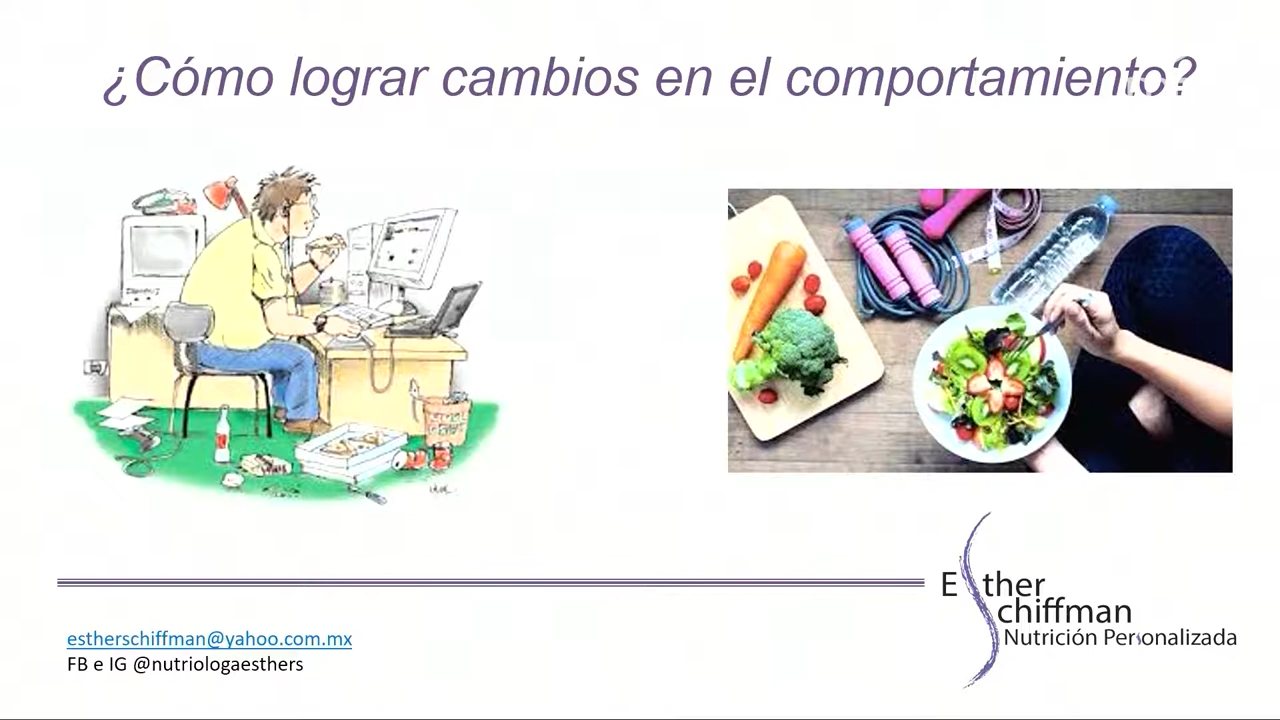 ¿Cómo lograr cambios en el comportamiento?
Esther
Schiffman
Nutrición Personalizada
estherschiffman@yahoo.com.mx
FB e IG @nutriologaesthers